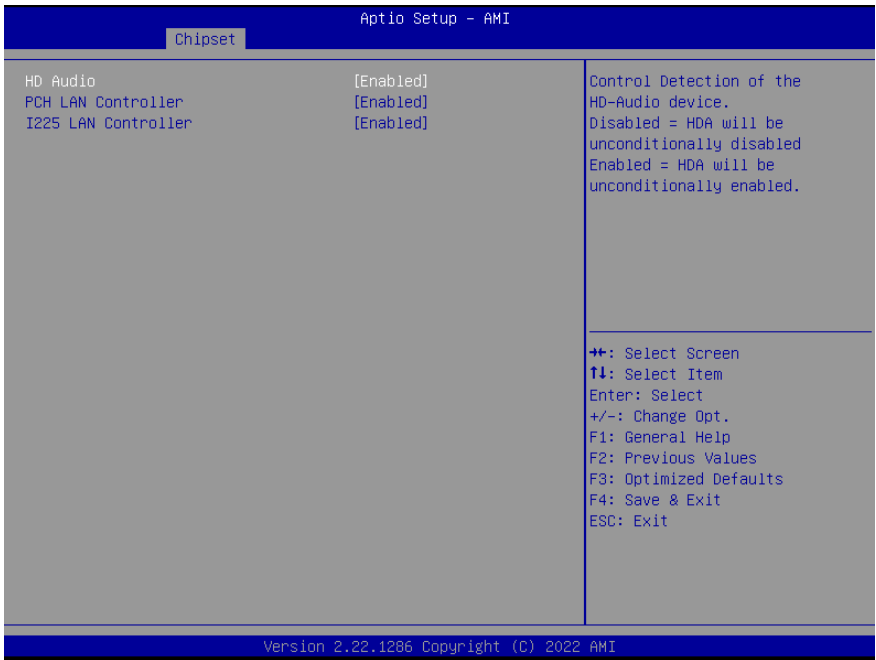 Aptio Setup – AMI
Chipset
HD Audio [Enabled]
PCH LAN Controller [Enabled]
I225 LAN Controller [Enabled]
Control Detection of the
HD-Audio device.
Disabled = HDA will be
unconditionally disabled
Enabled = HDA will be
unconditionally enabled.
→←: Select Screen
↑↓: Select Item
Enter: Select
+/-: Change Opt.
F1: General Help
F2: Previous Values
F3: Optimized Defaults
F4: Save & Exit
ESC: Exit
Version 2.22.1286 Copyright (C) 2022 AMI